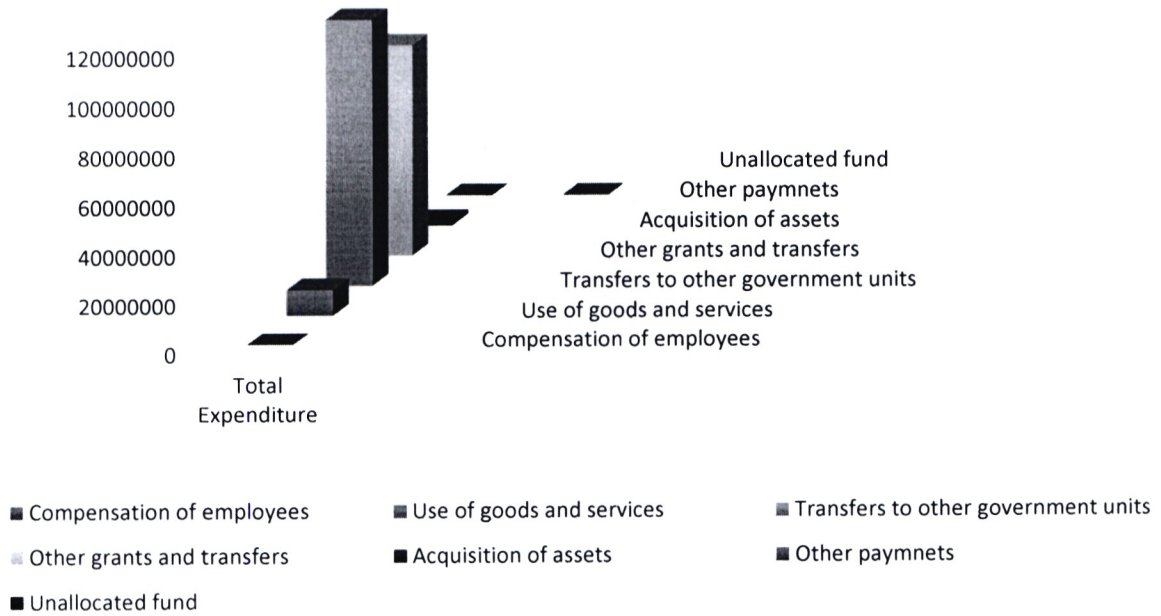 120000000
100000000
80000000
60000000
40000000
20000000
0
Unallocated fund
Other paymnets
Acquisition of assets
Other grants and transfers
Transfers to other government units
Use of goods and services
Compensation of employees
Total
Expenditure
Compensation of employees Use of goods and services Transfers to other government units
Other grants and transfers Acquisition of assets Other paymnets
Unallocated fund